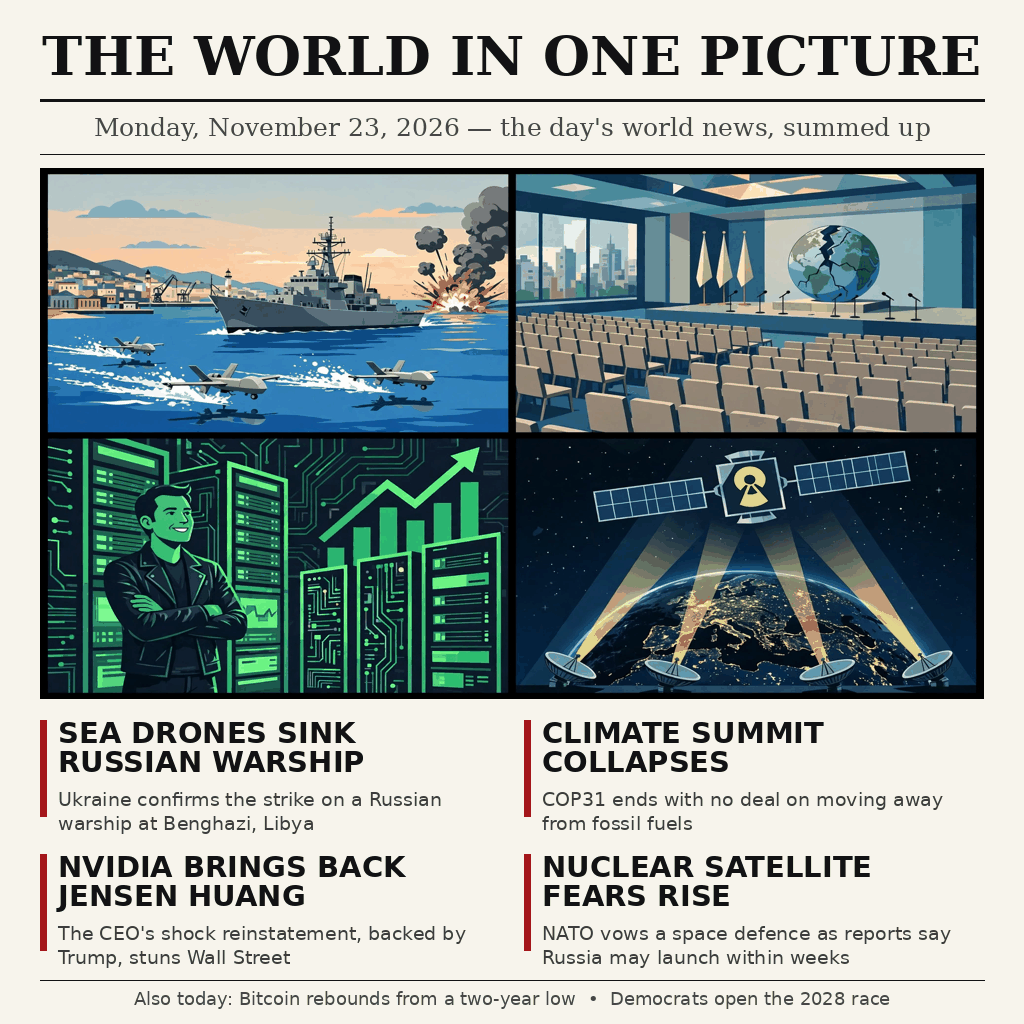 THE WORLD IN ONE PICTURE
Monday, November 23, 2026 — the day's world news, summed up
SEA DRONES SINK
RUSSIAN WARSHIP
Ukraine confirms the strike on a Russian
warship at Benghazi, Libya
CLIMATE SUMMIT
COLLAPSES
COP31 ends with no deal on moving away
from fossil fuels
NVIDIA BRINGS BACK
JENSEN HUANG
The CEO's shock reinstatement, backed by
Trump, stuns Wall Street
NUCLEAR SATELLITE
FEARS RISE
NATO vows a space defence as reports say
Russia may launch within weeks
Also today: Bitcoin rebounds from a two-year low • Democrats open the 2028 race